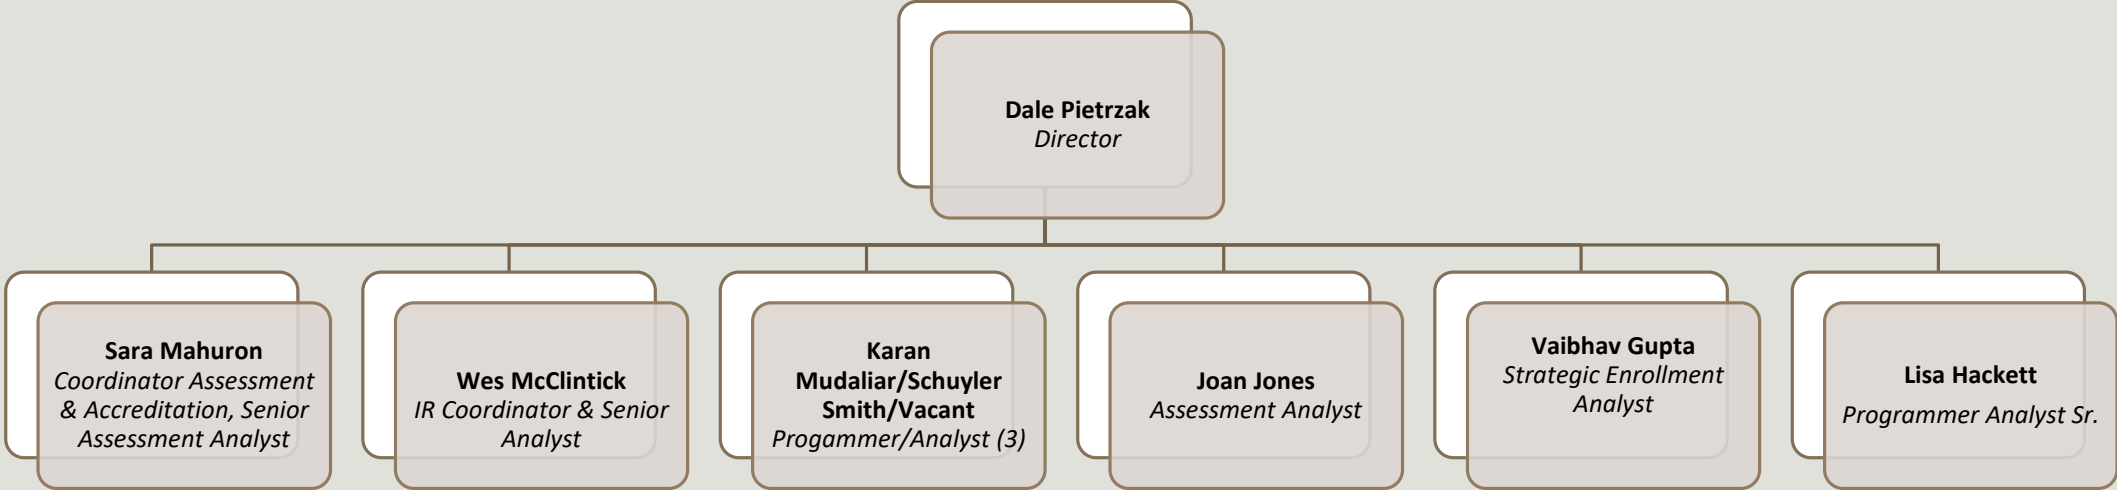 Dale Pietrzak
Director
Sara Mahuron
Coordinator Assessment
& Accreditation, Senior
Assessment Analyst
Wes McClintick
IR Coordinator & Senior
Analyst
Karan
Mudaliar/Schuyler
Smith/Vacant
Progammer/Analyst (3)
Joan Jones
Assessment Analyst
Vaibhav Gupta
Strategic Enrollment
Analyst
Lisa Hackett
Programmer Analyst Sr.